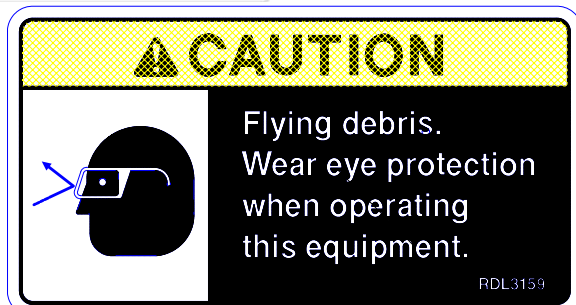 CAUTION
Flying debris.
Wear eye protection
when operating
this equipment.
RDL3159